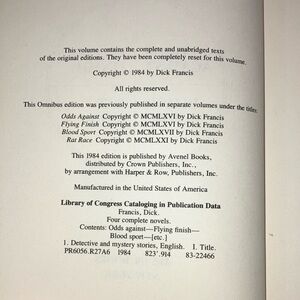 This volume contains the complete and unabridged texts
of the original editions. They have been completely reset for this volume.
Copyright © 1984 by Dick Francis
All rights reserved.
This Omnibus edition was previously published in separate volumes under the titles:
Odds Against Copyright © MCMLXVI by Dick Francis
Flying Finish Copyright © MCMLXVI by Dick Francis
Blood Sport Copyright © MCMLXVII by Dick Francis
Rat Race Copyright © MCMLXXI by Dick Francis
This 1984 edition is published by Avenel Books,
distributed by Crown Publishers, Inc.,
by arrangement with Harper & Row, Publishers, Inc.
Manufactured in the United States of America
Library of Congress Cataloging in Publication Data
Francis, Dick.
Four complete novels.
Contents: Odds against—Flying finish—
Blood sport—[etc.]
1. Detective and mystery stories, English. I. Title.
PR6056.R27A6 1984 823'.914 83-22466